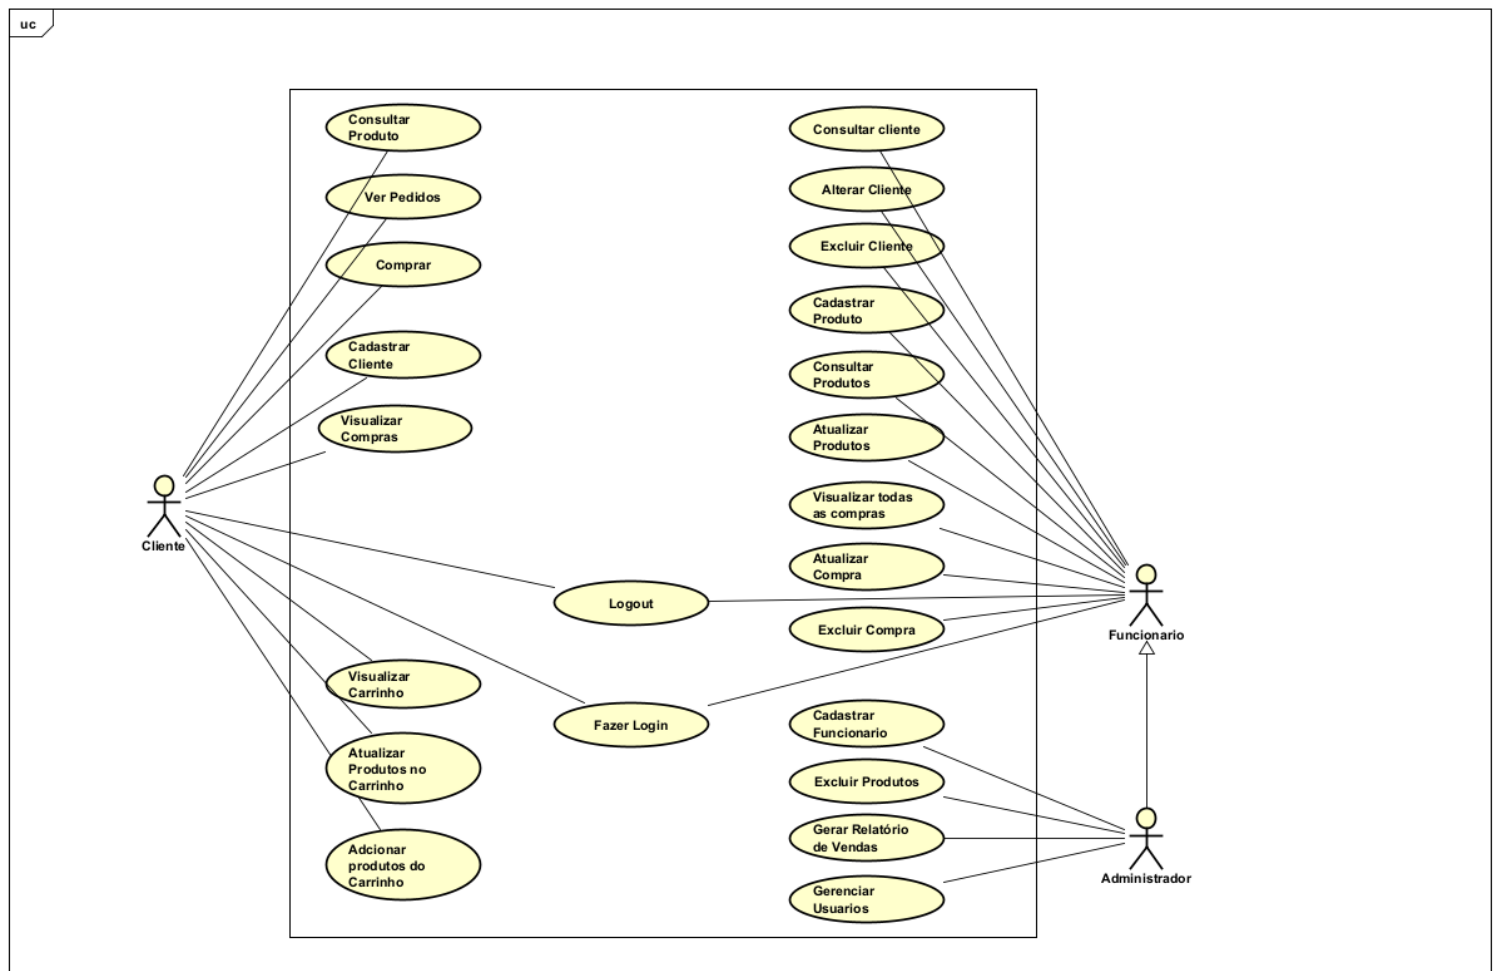 uc
Consultar
Produto
Ver Pedidos
Comprar
Cadastrar
Cliente
Visualizar
Compras
Cliente
Visualizar
Carrinho
Atualizar
Produtos no
Carrinho
Adcionar
produtos do
Carrinho
Logout
Fazer Login
Consultar cliente
Alterar Cliente
Excluir Cliente
Cadastrar
Produto
Consultar
Produtos
Atualizar
Produtos
Visualizar todas
as compras
Atualizar
Compra
Excluir Compra
Cadastrar
Funcionario
Excluir Produtos
Gerar Relatório
de Vendas
Gerenciar
Usuarios
Funcionario
Administrador